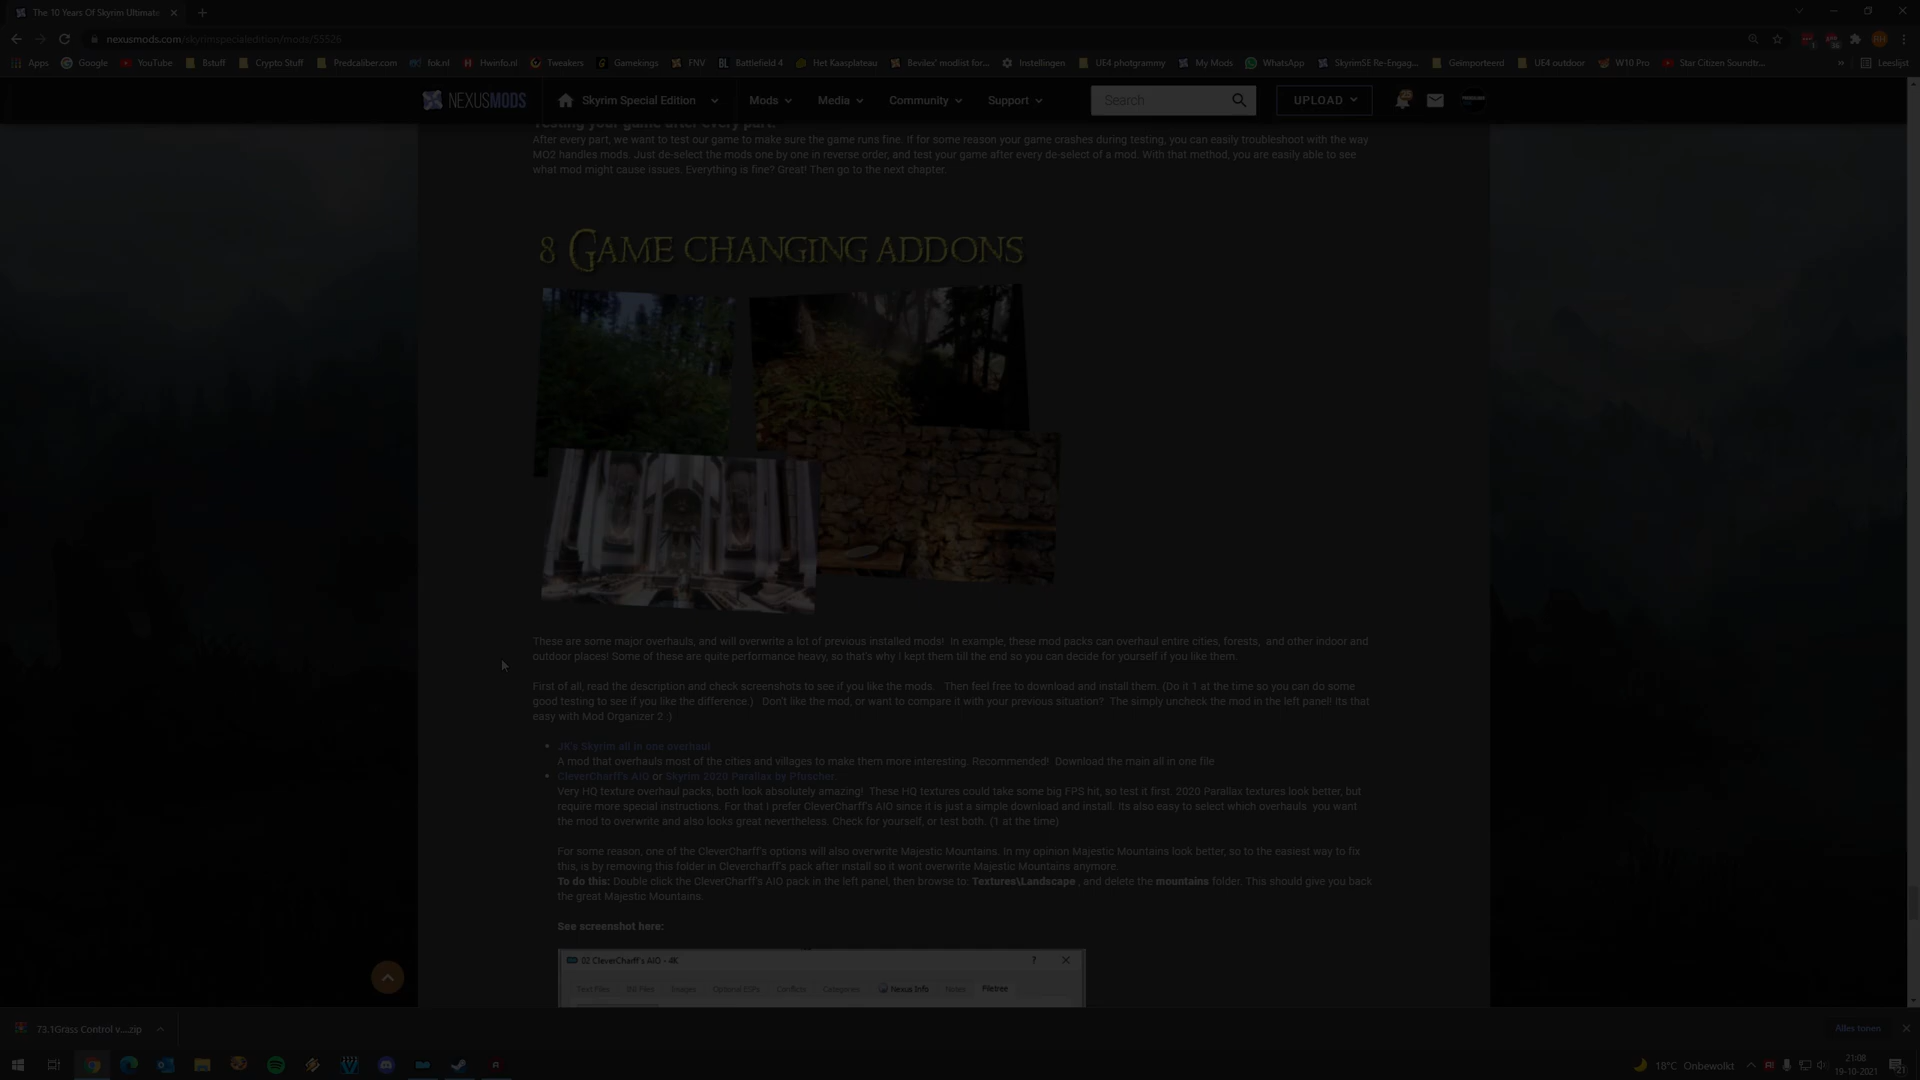 The 10 Years Of Skyrim Ultimate
nexusmods.com/skyrimspecialedition/mods/55526
Apps Google YouTube Bstuff Crypto Stuff Predcaliber.com fok.nl Hwinfo.nl Tweakers Gamekings FNV Battlefield 4 Het Kaasplateau Bevilex' modlist for... Instellingen UE4 photgrammy My Mods WhatsApp SkyrimSE Re-Engag... Geïmporteerd UE4 outdoor W10 Pro Star Citizen Soundtr... » Leeslijst
NEXUSMODS Skyrim Special Edition Mods Media Community Support Search UPLOAD 25
Testing your game after every part:
After every part, we want to test our game to make sure the game runs fine. If for some reason your game crashes during testing, you can easily troubleshoot with the way
MO2 handles mods. Just de-select the mods one by one in reverse order, and test your game after every de-select of a mod. With that method, you are easily able to see
what mod might cause issues. Everything is fine? Great! Then go to the next chapter.
8 Game changing addons
These are some major overhauls, and will overwrite a lot of previous installed mods! In example, these mod packs can overhaul entire cities, forests, and other indoor and
outdoor places! Some of these are quite performance heavy, so that's why I kept them till the end so you can decide for yourself if you like them.
First of all, read the description and check screenshots to see if you like the mods. Then feel free to download and install them. (Do it 1 at the time so you can do some
good testing to see if you like the difference.) Don't like the mod, or want to compare it with your previous situation? The simply uncheck the mod in the left panel! Its that
easy with Mod Organizer 2 :)
• JK's Skyrim all in one overhaul
A mod that overhauls most of the cities and villages to make them more interesting. Recommended! Download the main all in one file
• CleverCharff's AIO or Skyrim 2020 Parallax by Pfuscher.
Very HQ texture overhaul packs, both look absolutely amazing! These HQ textures could take some big FPS hit, so test it first. 2020 Parallax textures look better, but
require more special instructions. For that I prefer CleverCharff's AIO since it is just a simple download and install. Its also easy to select which overhauls you want
the mod to overwrite and also looks great nevertheless. Check for yourself, or test both. (1 at the time)
For some reason, one of the CleverCharff's options will also overwrite Majestic Mountains. In my opinion Majestic Mountains look better, so to the easiest way to fix
this, is by removing this folder in Clevercharff's pack after install so it wont overwrite Majestic Mountains anymore
To do this: Double click the CleverCharff's AIO pack in the left panel, then browse to: Textures\Landscape , and delete the mountains folder. This should give you back
the great Majestic Mountains.
See screenshot here:
02 CleverCharff's AIO - 4K ?
Text Files INI Files Images Optional ESPs Conflicts Categories Nexus Info Notes Filetree
73.1Grass Control v....zip Alles tonen
18°C Onbewolkt 21:08
19-10-2021